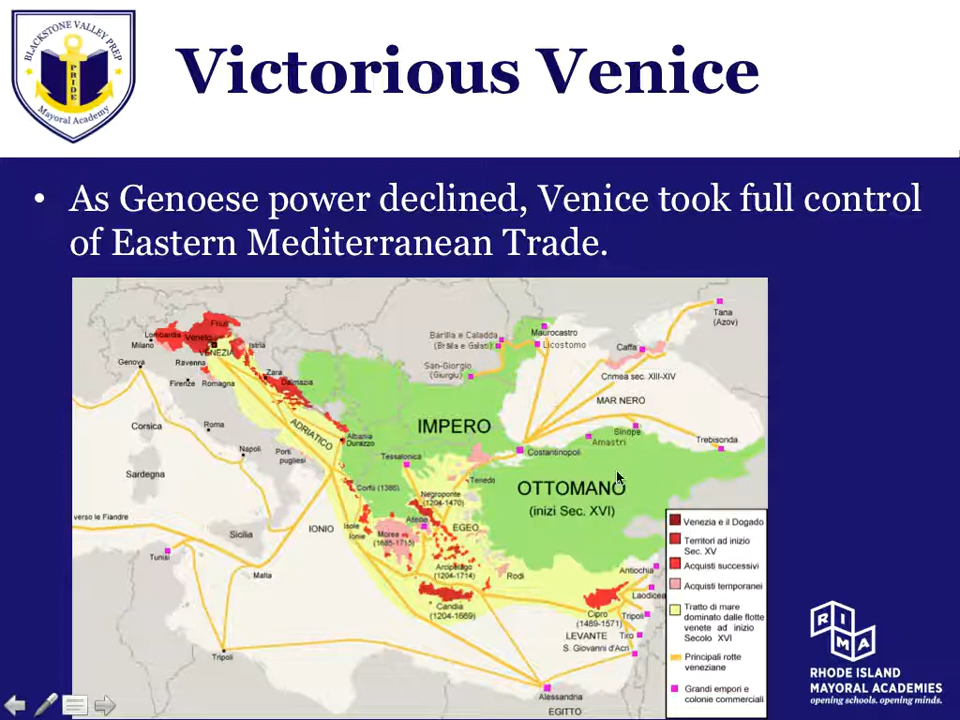 BLACKSTONE VALLEY PREP
PRIDE
Mayoral Academy
Victorious Venice
• As Genoese power declined, Venice took full control
of Eastern Mediterranean Trade.
Tana
(Azov)
Friuli
Lombardia
Veneto
Milano
VENEZIA
Istria
Genova
Ravenna
Zara
Firenze
Romagna
Dalmazia
Barilla e Caladda
(Braila e Galati)
Maurocastro
Licostomo
Caffa
San-Giorgio
(Giurgiu)
Crimea sec. XIII-XIV
MAR NERO
Corsica
Roma
ADRIATICO
IMPERO
Sinope
Amastri
Trebisonda
Napoli
Porti
pugliesi
Albania
Durazzo
Costantinopoli
Tessalonica
Sardegna
Corfù (1386)
Tenedo
OTTOMANO
(inizi Sec. XVI)
Negroponte
(1204-1470)
verso le Fiandre
IONIO
Isole
Ionie
Atene
EGEO
Morea
(1685-1715)
Sicilia
Tunisi
Malta
Arcipelago
(1204-1714)
Rodi
Antiochia
Laodicea
Candia
(1204-1669)
Cipro
(1489-1571)
Tripoli
LEVANTE
Tiro
S. Giovanni d'Acri
Tripoli
Alessandria
EGITTO
Venezia e il Dogado
Territori ad inizio
Sec. XV
Acquisti successivi
Acquisti temporanei
Tratto di mare
dominato dalle flotte
venete ad inizio
Secolo XVI
Principali rotte
veneziane
Grandi empori e
colonie commerciali
RIMA
RHODE ISLAND
MAYORAL ACADEMIES
opening schools. opening minds.